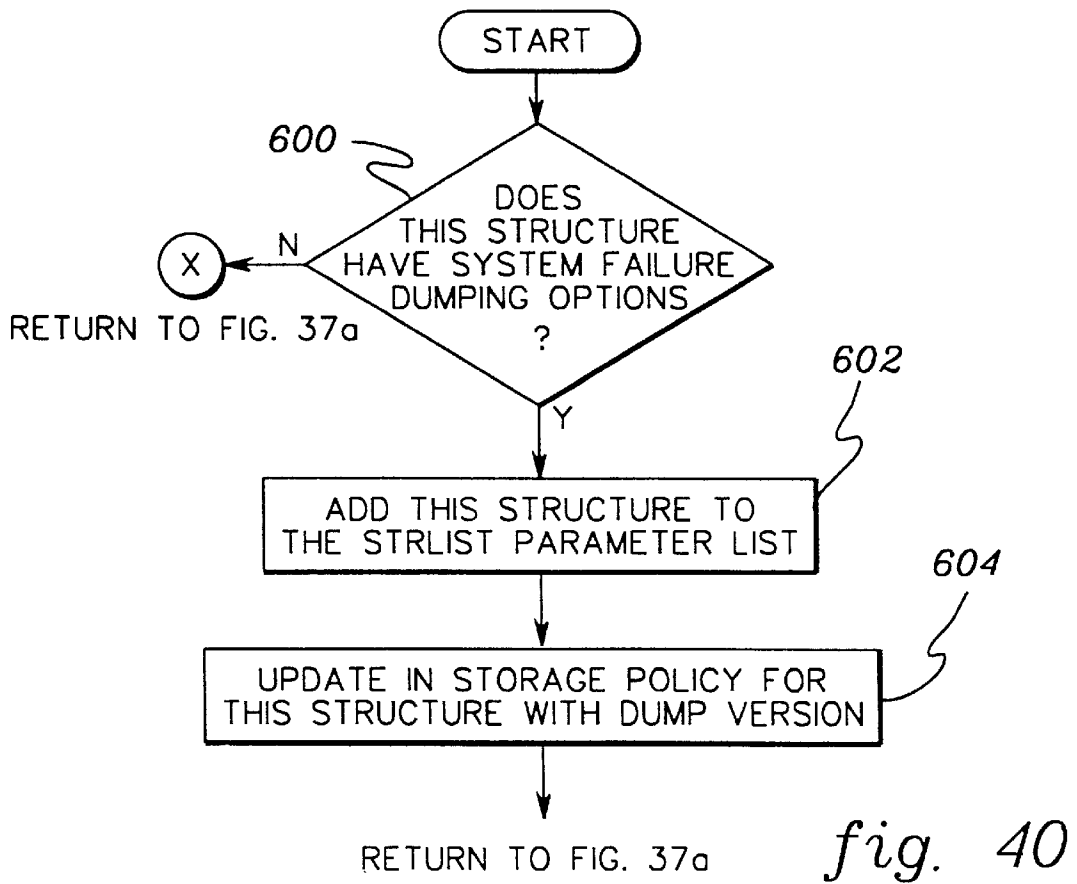 START
600
DOES
THIS STRUCTURE
HAVE SYSTEM FAILURE
DUMPING OPTIONS
?
N
X
RETURN TO FIG. 37a
Y
602
ADD THIS STRUCTURE TO
THE STRLIST PARAMETER LIST
604
UPDATE IN STORAGE POLICY FOR
THIS STRUCTURE WITH DUMP VERSION
RETURN TO FIG. 37a
fig. 40